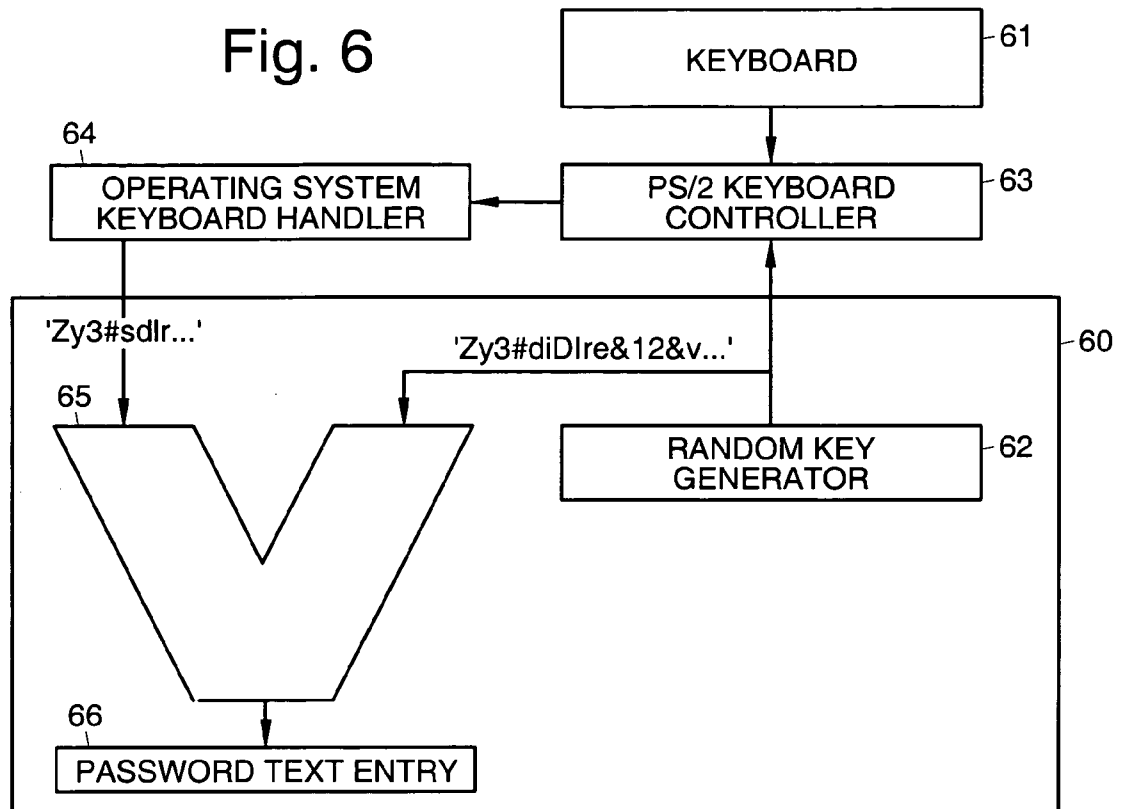 Fig. 6
61
KEYBOARD
64
OPERATING SYSTEM
KEYBOARD HANDLER
PS/2 KEYBOARD
CONTROLLER
63
'Zy3#sdIr...'
'Zy3#diDIre&12&v...'
60
65
RANDOM KEY
GENERATOR
62
66
PASSWORD TEXT ENTRY